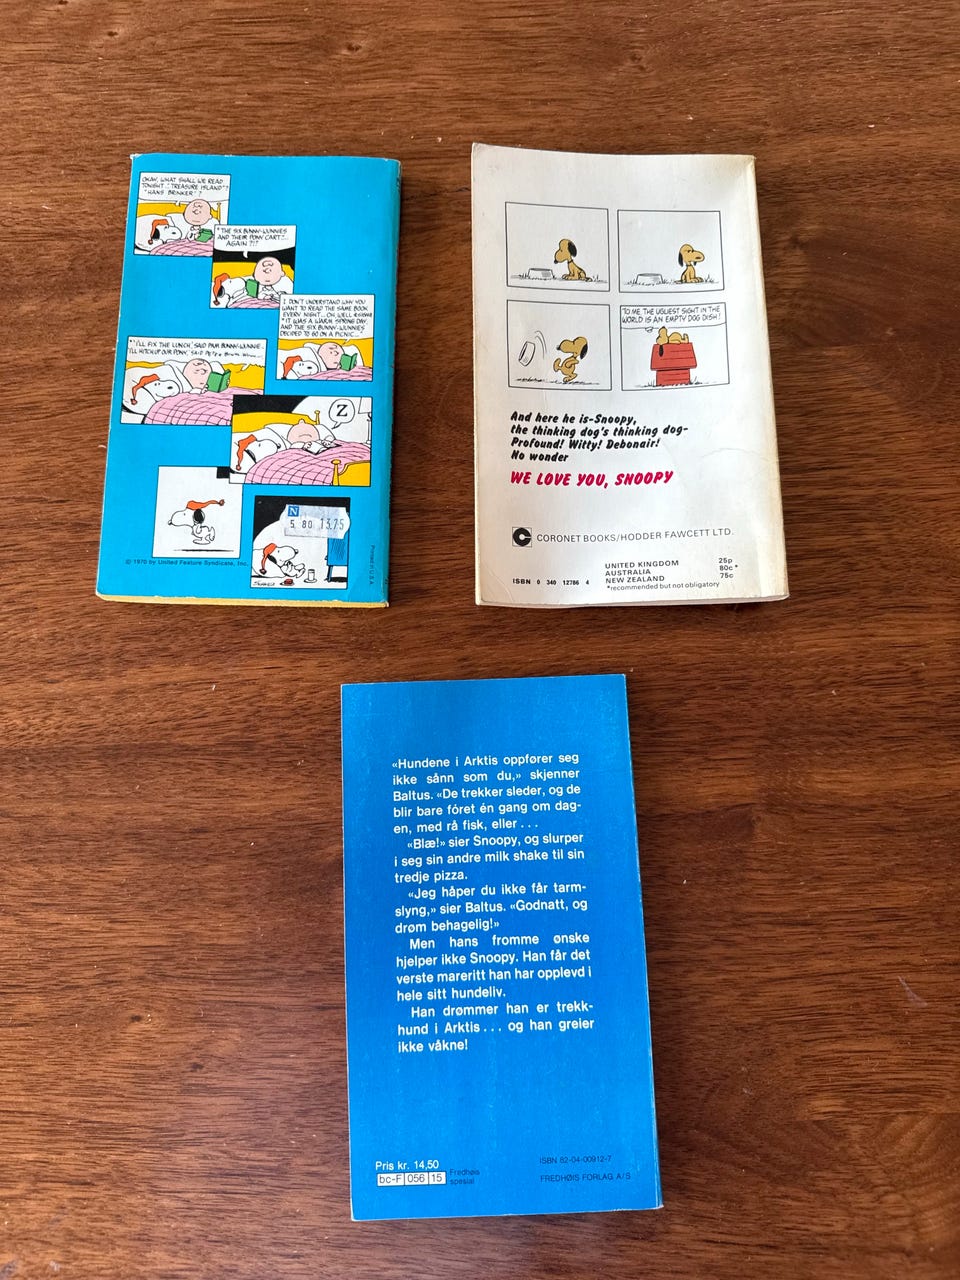 OKAY, WHAT SHALL WE READ
TONIGHT.. "TREASURE ISLAND"?
"HANS BRINKER"?
"THE SIX BUNNY-WUNNIES
AND THEIR PONY CART"?...
AGAIN?!?
I DON'T UNDERSTAND WHY YOU
WANT TO READ THE SAME BOOK
EVERY NIGHT... OH, WELL
"IT WAS A WARM SPRING DAY,
AND THE SIX BUNNY-WUNNIES
DECIDED TO GO ON A PICNIC..."
"'I'LL FIX THE LUNCH,' SAID PAM BUNNY-WUNNIE..
I'LL HITCH UP OUR PONY, SAID
Z
N
5. 80 13.75
© 1970 by United Feature Syndicate, Inc.
Printed in U.S.A.
TO ME, THE UGLIEST SIGHT IN THE
WORLD IS AN EMPTY DOG DISH!
And here he is-Snoopy,
the thinking dog's thinking dog-
Profound! Witty! Debonair!
No wonder
WE LOVE YOU, SNOOPY
CORONET BOOKS/HODDER FAWCETT LTD.
UNITED KINGDOM 25p
AUSTRALIA 80c*
NEW ZEALAND 75c
*recommended but not obligatory
ISBN 0 340 12786 4
«Hundene i Arktis oppfører seg
ikke sånn som du,» skjenner
Baltus. «De trekker sleder, og de
blir bare fóret én gang om dag-
en, med rå fisk, eller . . .
«Blæ!» sier Snoopy, og slurper
i seg sin andre milk shake til sin
tredje pizza.
«Jeg håper du ikke får tarm-
slyng,» sier Baltus. «Godnatt, og
drøm behagelig!»
Men hans fromme ønske
hjelper ikke Snoopy. Han får det
verste mareritt han har opplevd i
hele sitt hundeliv.
Han drømmer han er trekk-
hund i Arktis . . . og han greier
ikke våkne!
Pris kr. 14,50
bc-F 056 15
Fredhøis
spesial
ISBN 82-04-00912-7
FREDHØIS FORLAG A/S